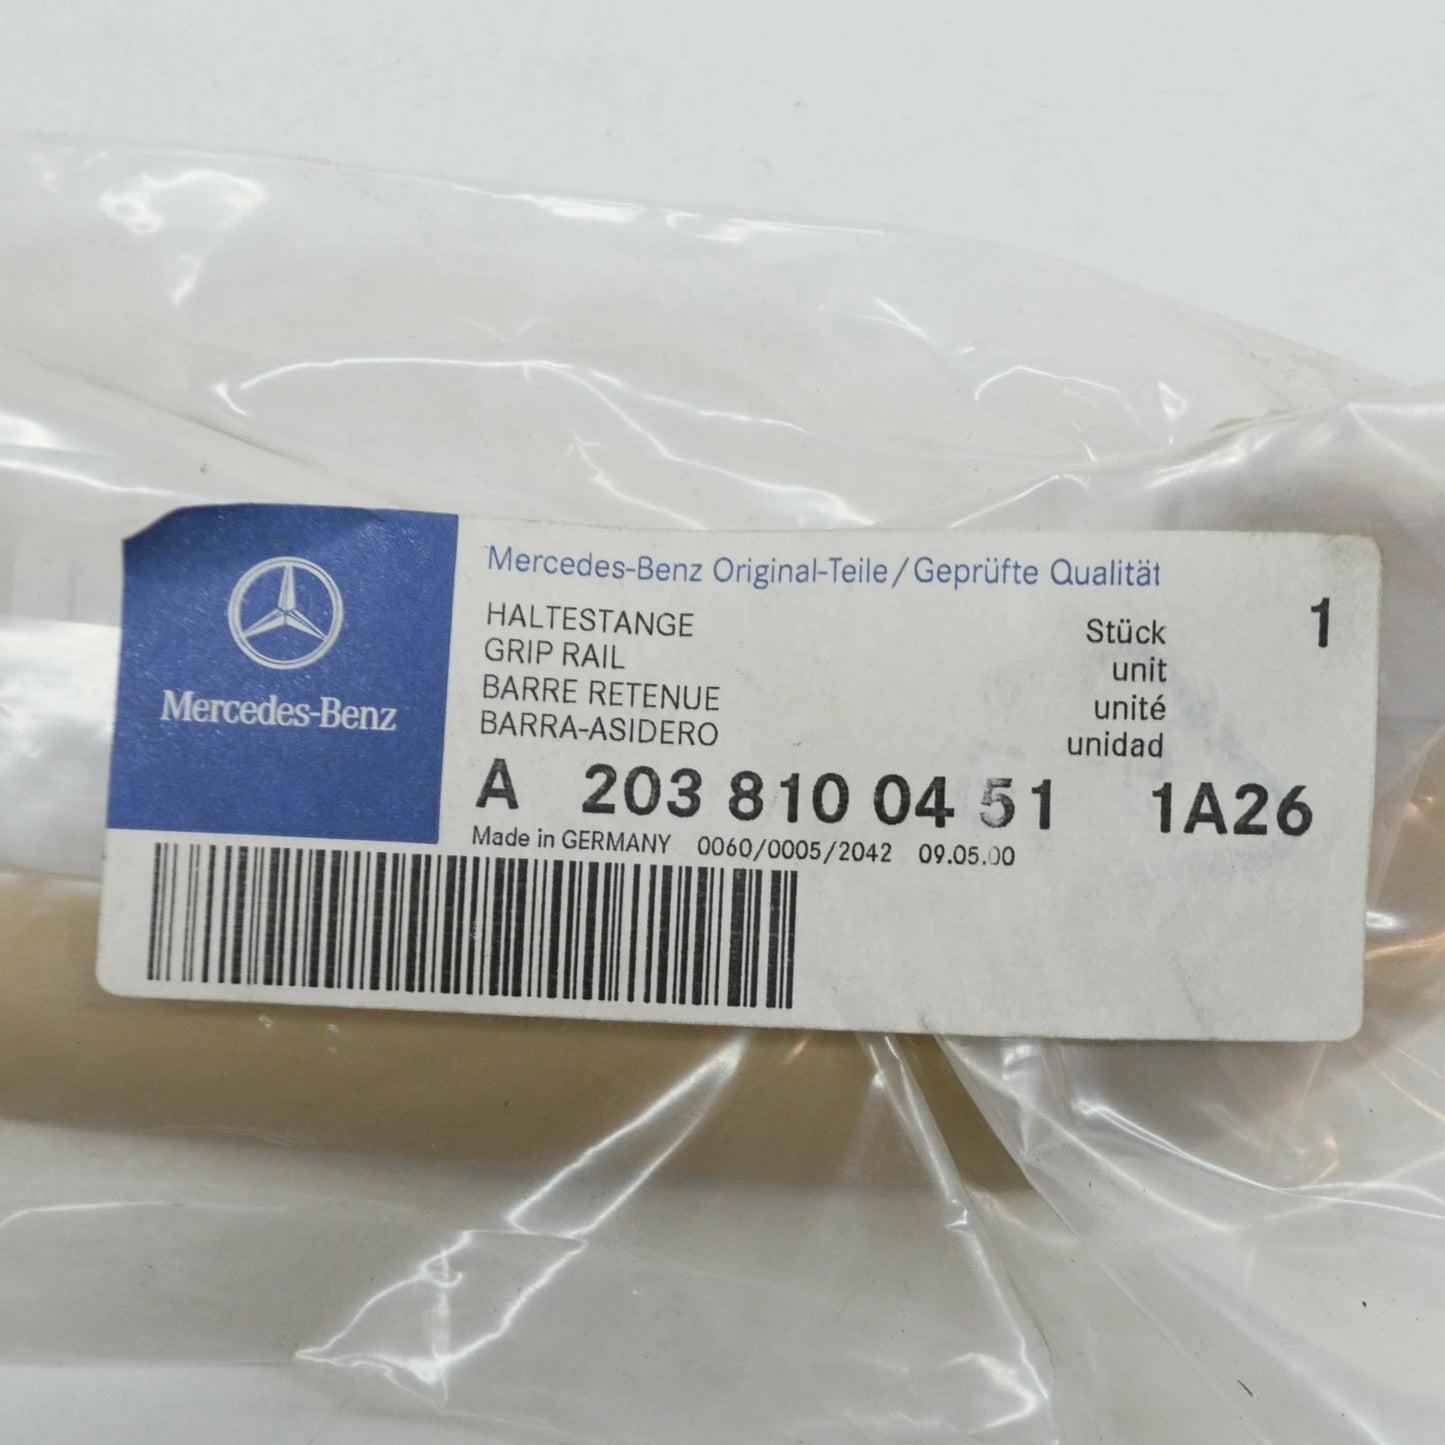 Mercedes-Benz
Mercedes-Benz Original-Teile/Geprüfte Qualität
HALTESTANGE
GRIP RAIL
BARRE RETENUE
BARRA-ASIDERO
Stück 1
unit
unité
unidad
A 203 810 04 51 1A26
Made in GERMANY 0060/0005/2042 09.05.00